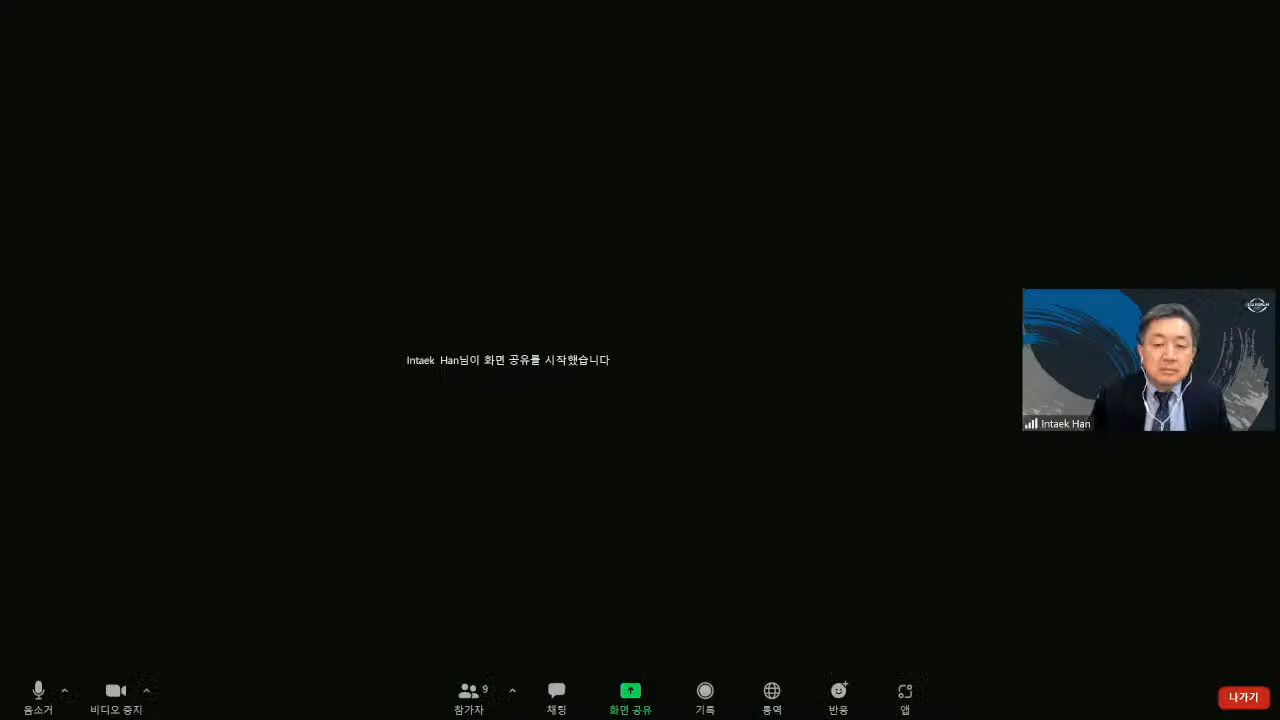 Intaek Han님이 화면 공유를 시작했습니다
Intaek Han
음소거
비디오 중지
9
참가자
채팅
화면 공유
기록
통역
반응
앱
나가기